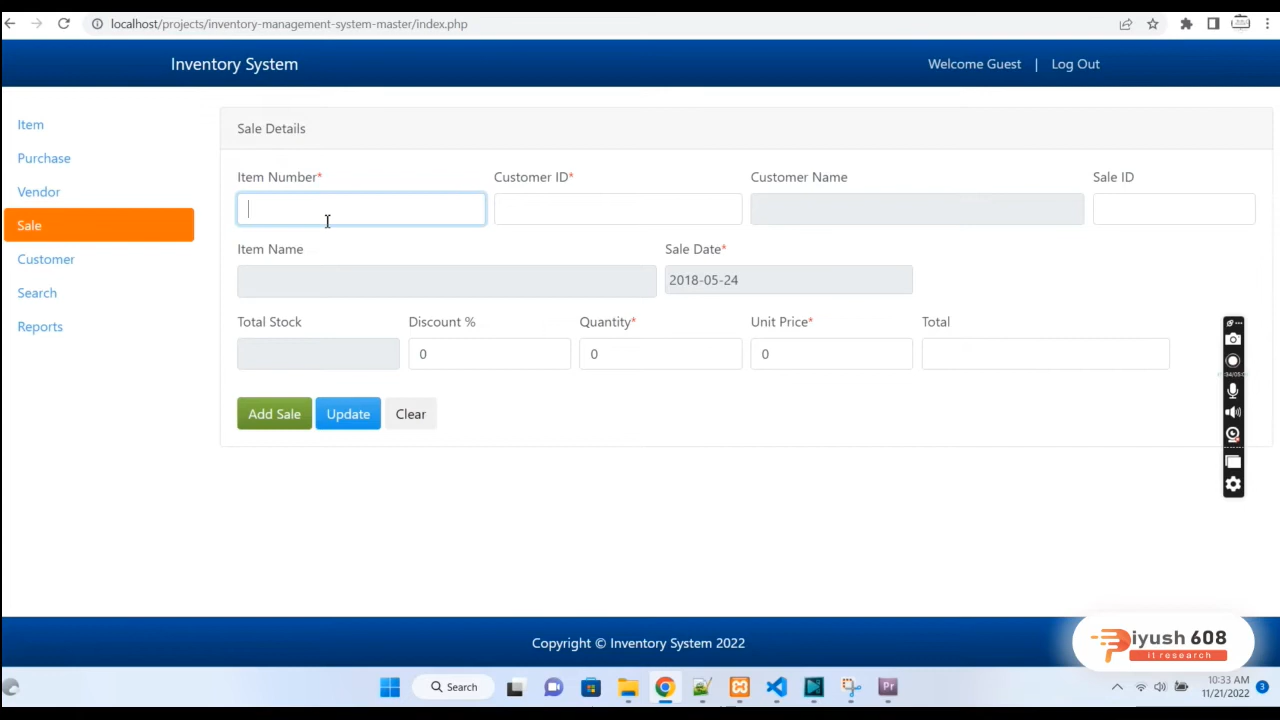 localhost/projects/inventory-management-system-master/index.php
Inventory System
Welcome Guest | Log Out
Item
Purchase
Vendor
Sale
Customer
Search
Reports
Sale Details
Item Number*
Customer ID*
Customer Name
Sale ID
Item Name
Sale Date*
2018-05-24
Total Stock
Discount %
Quantity*
Unit Price*
Total
0
0
0
Add Sale
Update
Clear
Copyright © Inventory System 2022
iyush 608
it research
Search
Pr
10:33 AM
11/21/2022
3